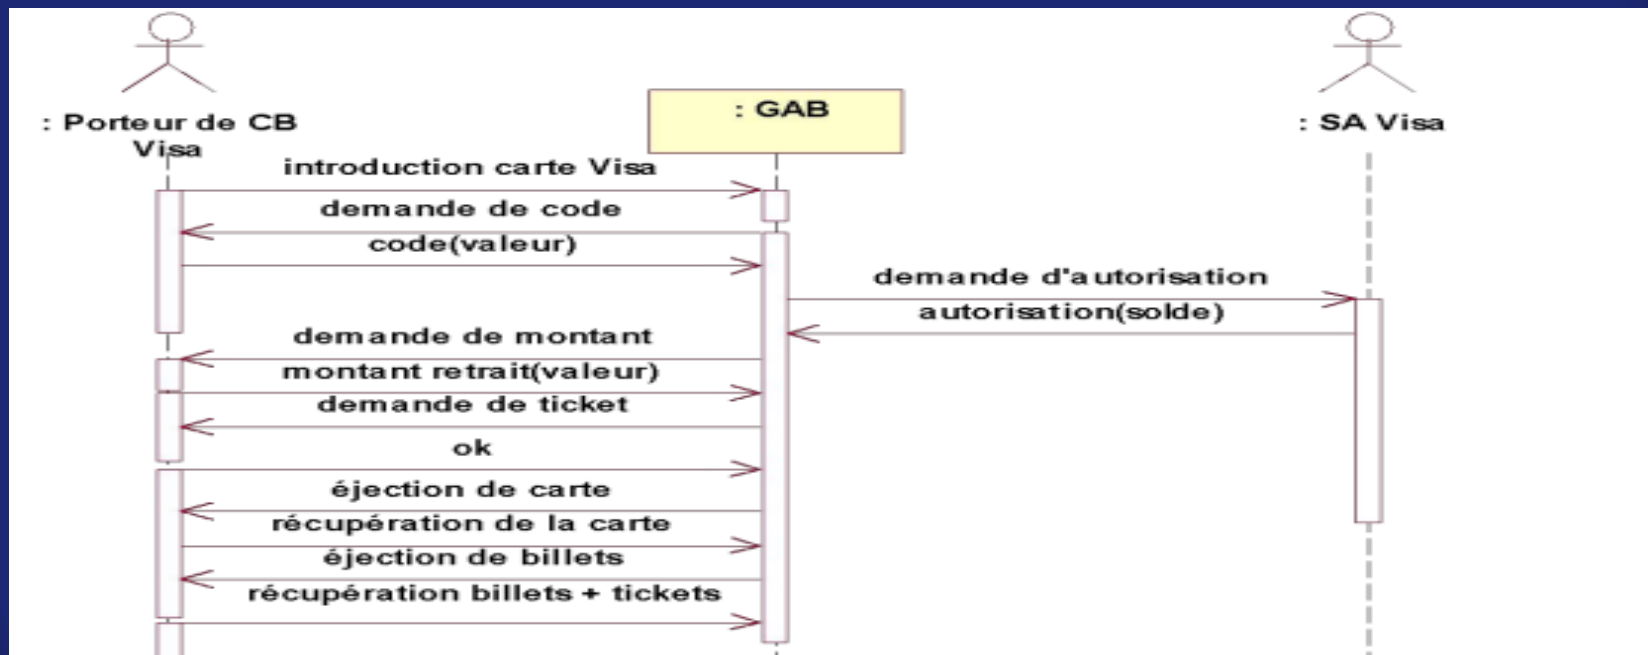 : Porteur de CB
Visa
: GAB
: SA Visa
introduction carte Visa
demande de code
code(valeur)
demande d'autorisation
autorisation(solde)
demande de montant
montant retrait(valeur)
demande de ticket
ok
éjection de carte
récupération de la carte
éjection de billets
récupération billets + tickets